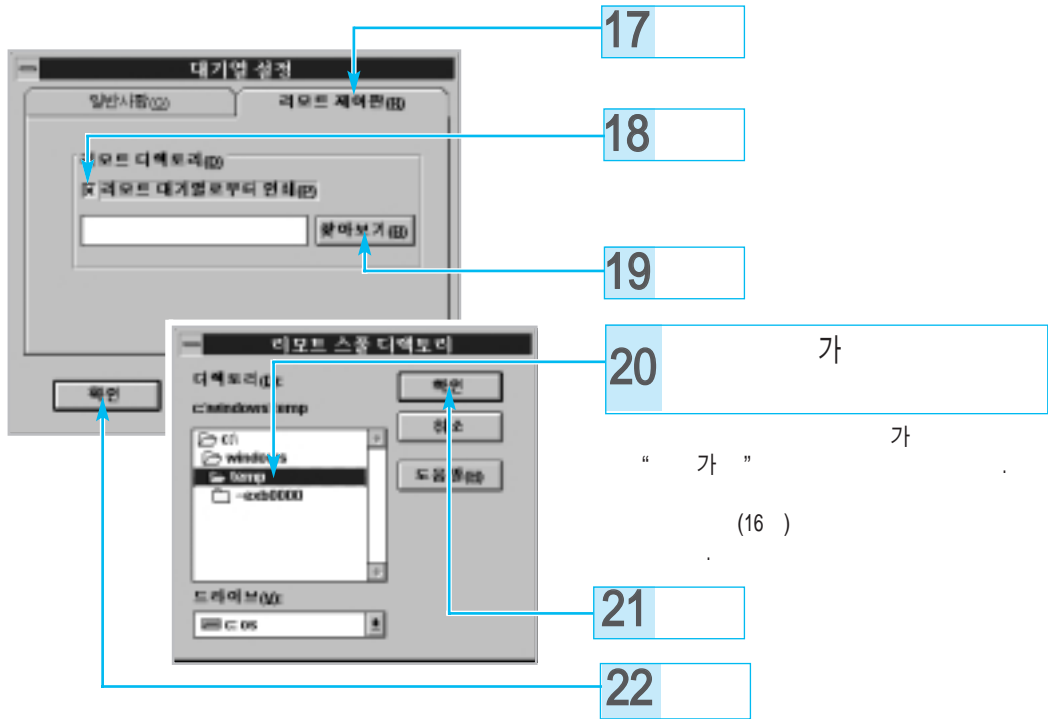 17
대기열 설정
일반사항(G)
리모트 제어판(R)
18
리모트 디렉토리(D)
리모트 대기열로부터 인쇄(P)
찾아보기(B)
19
리모트 스풀 디렉토리
20 가
디렉토리(D):
확인
확인
c:\windows\temp
취소
가
c:\
“ 가 ” .
windows
temp
도움말(H)
~exb0000
(16 )
.
드라이브(V):
21
c: os
22